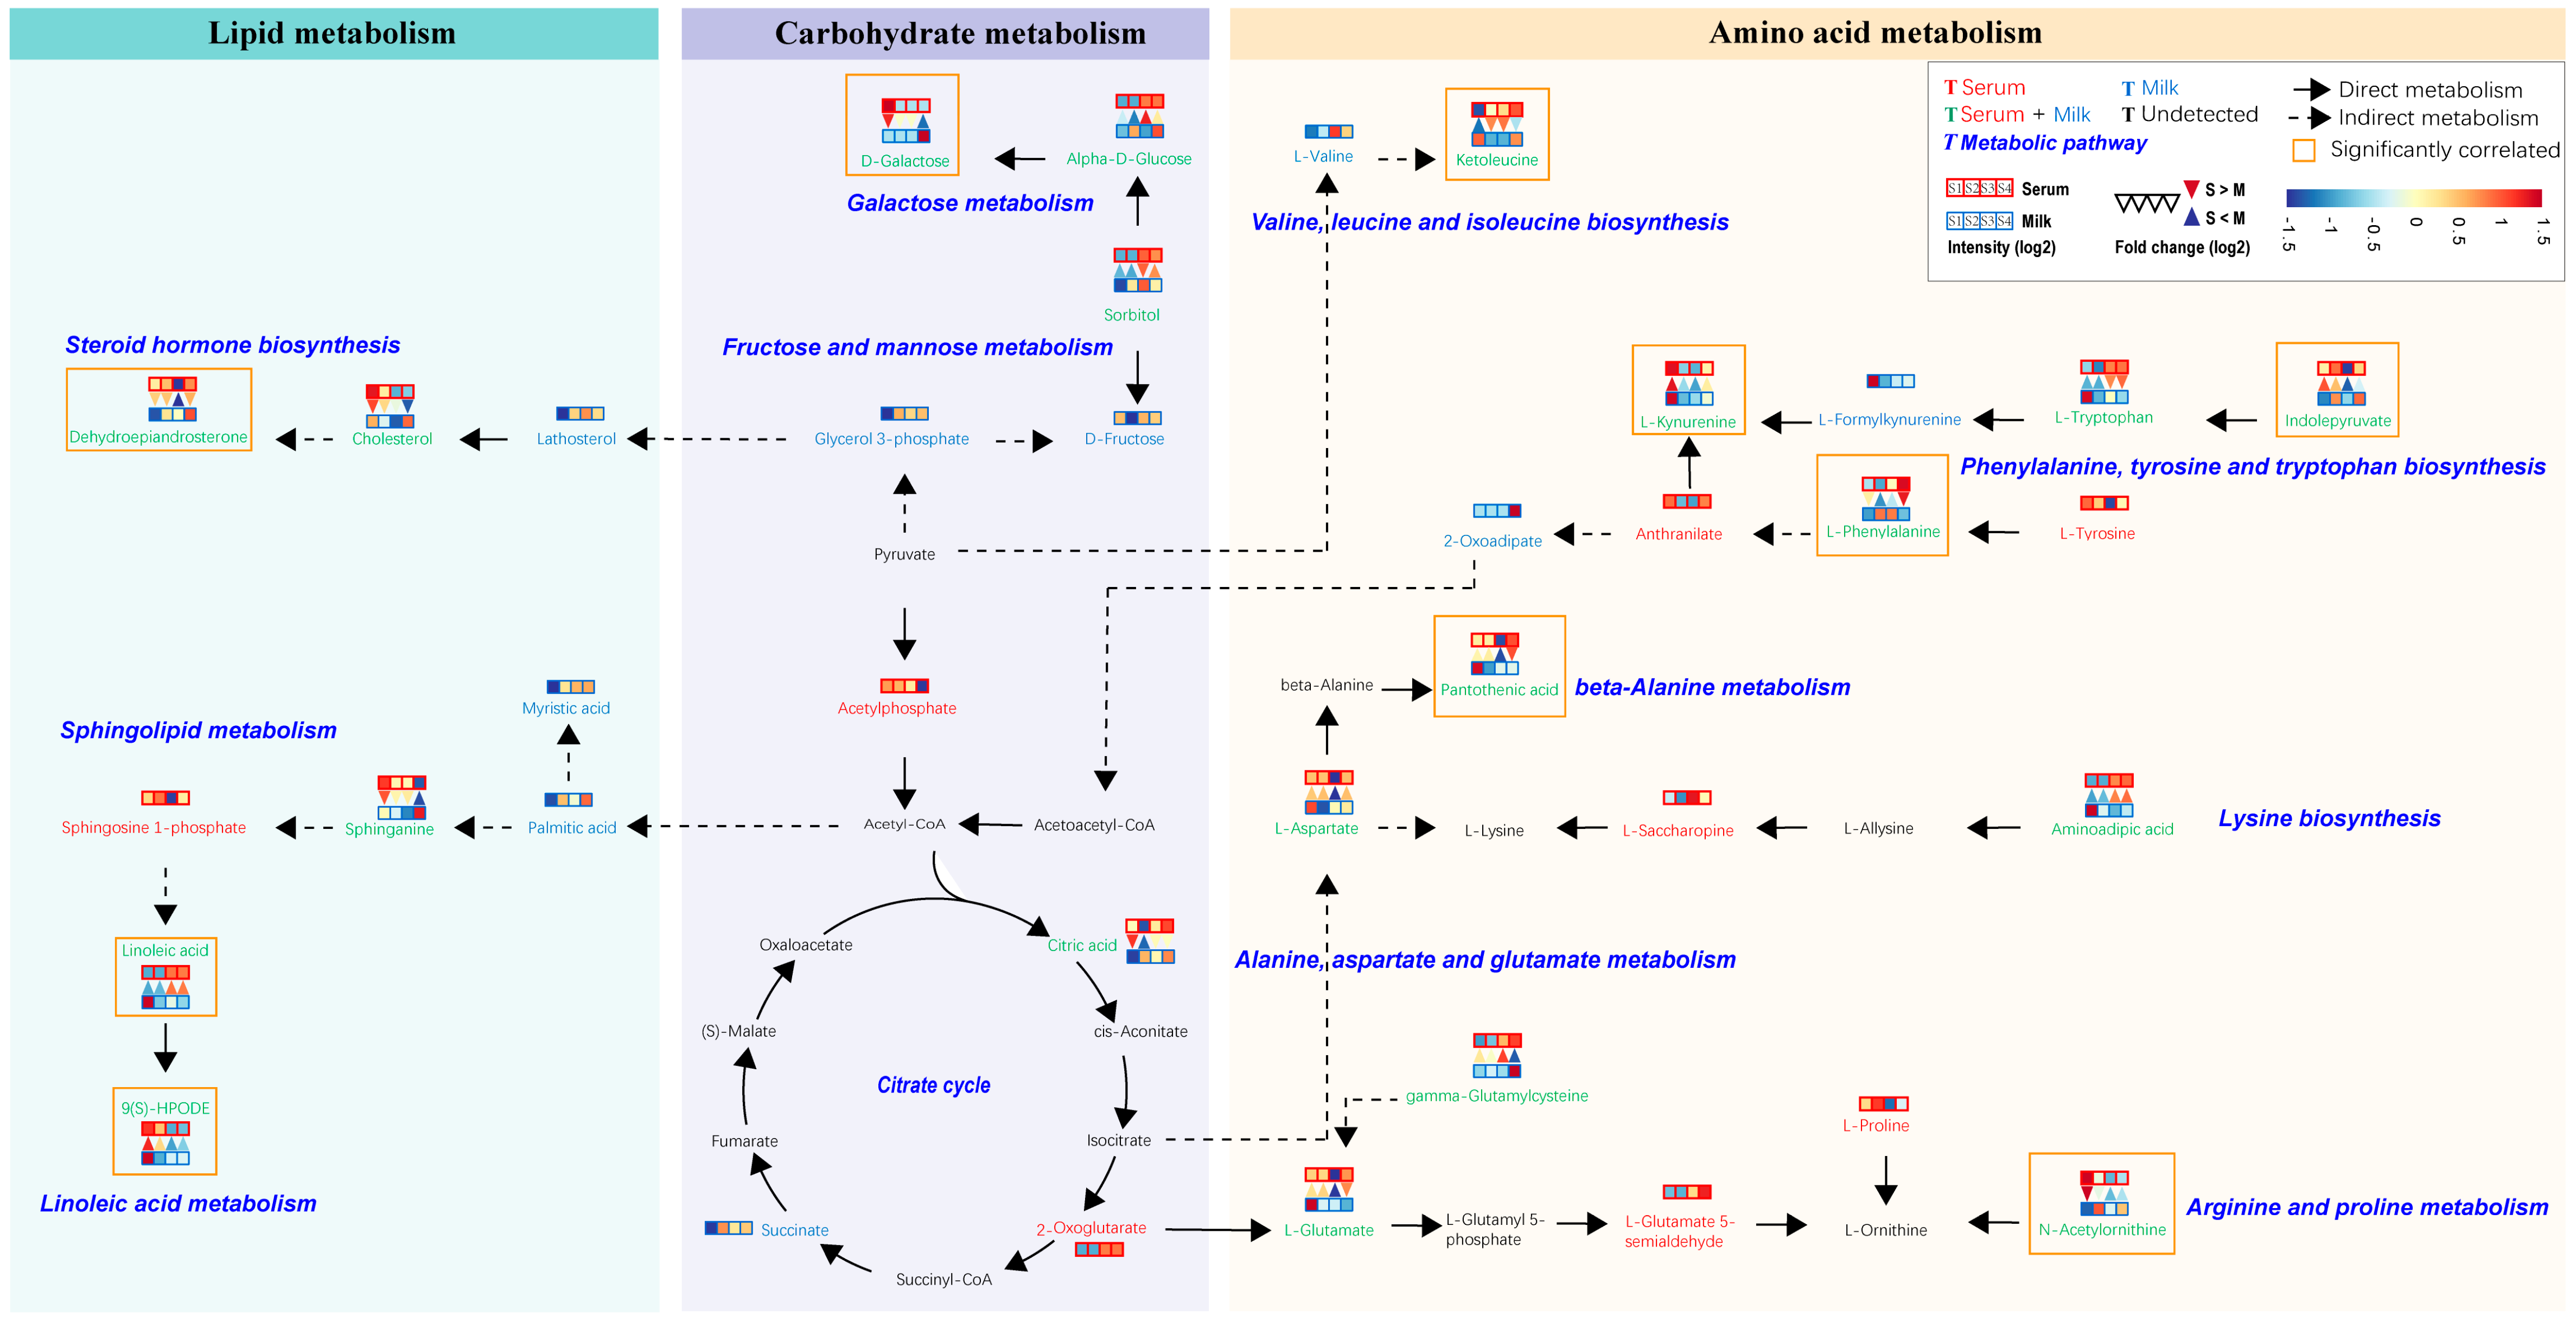 Lipid metabolism
Carbohydrate metabolism
Amino acid metabolism
T Serum
T Milk
T Serum + Milk
T Undetected
T Metabolic pathway
Direct metabolism
Indirect metabolism
Significantly correlated
S1 S2 S3 S4 Serum
S1 S2 S3 S4 Milk
Intensity (log2)
S > M
S < M
Fold change (log2)
-1.5 -1 -0.5 0 0.5 1 1.5
D-Galactose
Alpha-D-Glucose
Galactose metabolism
Sorbitol
Fructose and mannose metabolism
Steroid hormone biosynthesis
Dehydroepiandrosterone
Cholesterol
Lathosterol
Glycerol 3-phosphate
D-Fructose
Pyruvate
Acetylphosphate
Myristic acid
Sphingolipid metabolism
Sphingosine 1-phosphate
Sphinganine
Palmitic acid
Acetyl-CoA
Acetoacetyl-CoA
Linoleic acid
9(S)-HPODE
Linoleic acid metabolism
Oxaloacetate
Citric acid
(S)-Malate
cis-Aconitate
Citrate cycle
Fumarate
Isocitrate
Succinate
2-Oxoglutarate
Succinyl-CoA
L-Valine
Ketoleucine
Valine, leucine and isoleucine biosynthesis
L-Kynurenine
L-Formylkynurenine
L-Tryptophan
Indolepyruvate
Phenylalanine, tyrosine and tryptophan biosynthesis
2-Oxoadipate
Anthranilate
L-Phenylalanine
L-Tyrosine
beta-Alanine
Pantothenic acid
beta-Alanine metabolism
L-Aspartate
L-Lysine
L-Saccharopine
L-Allysine
Aminoadipic acid
Lysine biosynthesis
Alanine, aspartate and glutamate metabolism
gamma-Glutamylcysteine
L-Proline
L-Glutamate
L-Glutamyl 5-
phosphate
L-Glutamate 5-
semialdehyde
L-Ornithine
N-Acetylornithine
Arginine and proline metabolism